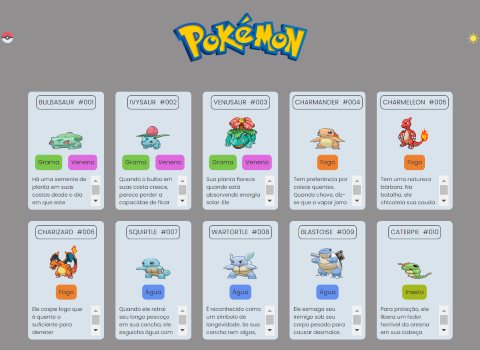 POKéMON
BULBASAUR #001
IVYSAUR #002
VENUSAUR #003
CHARMANDER #004
CHARMELEON #005
Grama Veneno
Grama Veneno
Grama Veneno
Fogo
Fogo
Há uma semente de
planta em suas
costas desde o dia
em que este
Quando o bulbo em
suas costas cresce,
parece perder a
capacidade de ficar
Sua planta floresce
quando está
absorvendo energia
solar. Ele
Tem preferência por
coisas quentes.
Quando chove, diz-
se que o vapor jorra
Tem uma natureza
bárbara. Na
batalha, ele
chicoteia sua cauda
CHARIZARD #006
SQUIRTLE #007
WARTORTLE #008
BLASTOISE #009
CATERPIE #010
Fogo
Água
Água
Água
Inseto
Ele cospe fogo que
é quente o
suficiente para
derreter
Quando ele retrai
seu longo pescoço
em sua concha, ele
esguicha água com
É reconhecido como
um símbolo de
longevidade. Se sua
concha tem algas,
Ele esmaga seu
inimigo sob seu
corpo pesado para
causar desmaios.
Para proteção, ele
libera um fedor
horrível da antena
em sua cabeça